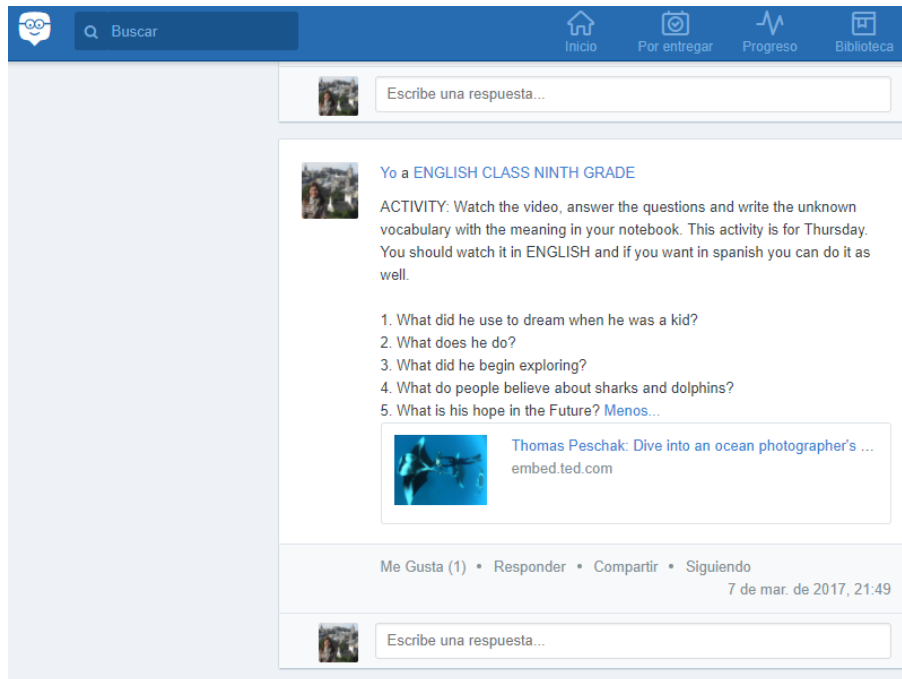 Buscar
Inicio
Por entregar
Progreso
Biblioteca
Escribe una respuesta...
Yo a ENGLISH CLASS NINTH GRADE
ACTIVITY: Watch the video, answer the questions and write the unknown
vocabulary with the meaning in your notebook. This activity is for Thursday.
You should watch it in ENGLISH and if you want in spanish you can do it as
well.
1. What did he use to dream when he was a kid?
2. What does he do?
3. What did he begin exploring?
4. What do people believe about sharks and dolphins?
5. What is his hope in the Future? Menos...
Thomas Peschak: Dive into an ocean photographer's ...
embed.ted.com
Me Gusta (1) • Responder • Compartir • Siguiendo
7 de mar. de 2017, 21:49
Escribe una respuesta...